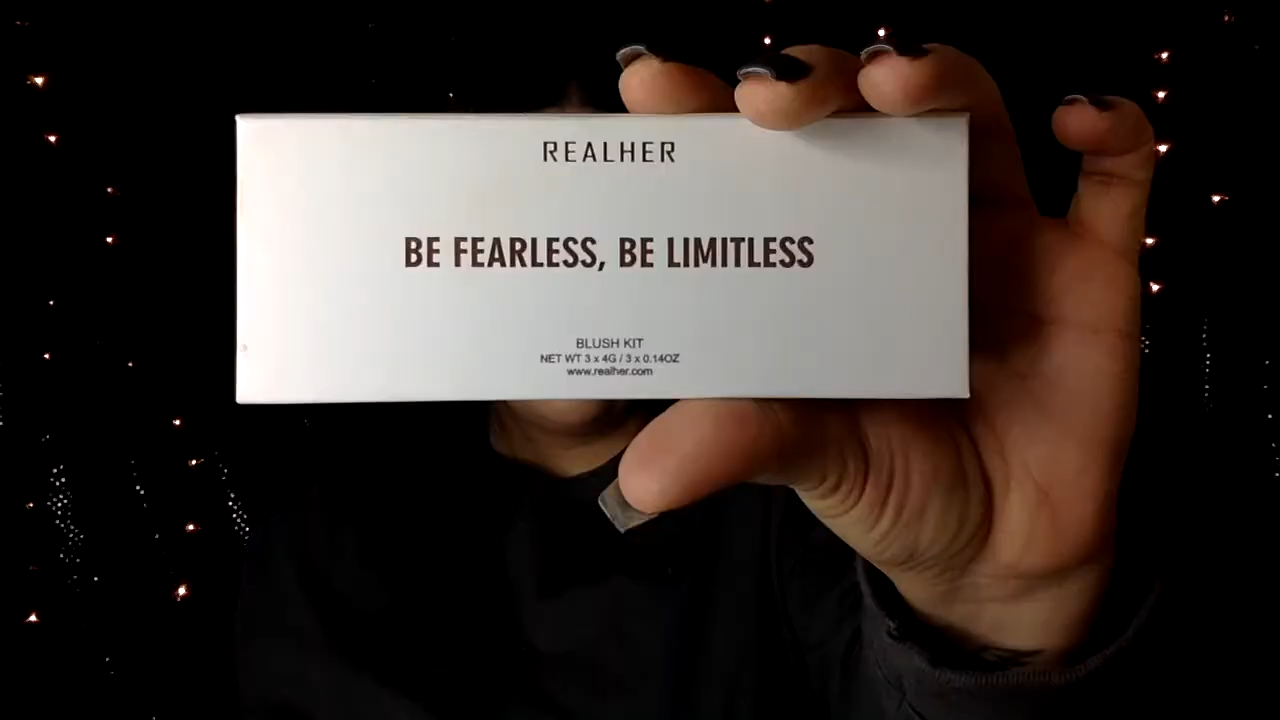 REALHER
BE FEARLESS, BE LIMITLESS
BLUSH KIT
NET WT 3 x 4G / 3 x 0.14OZ
www.realher.com